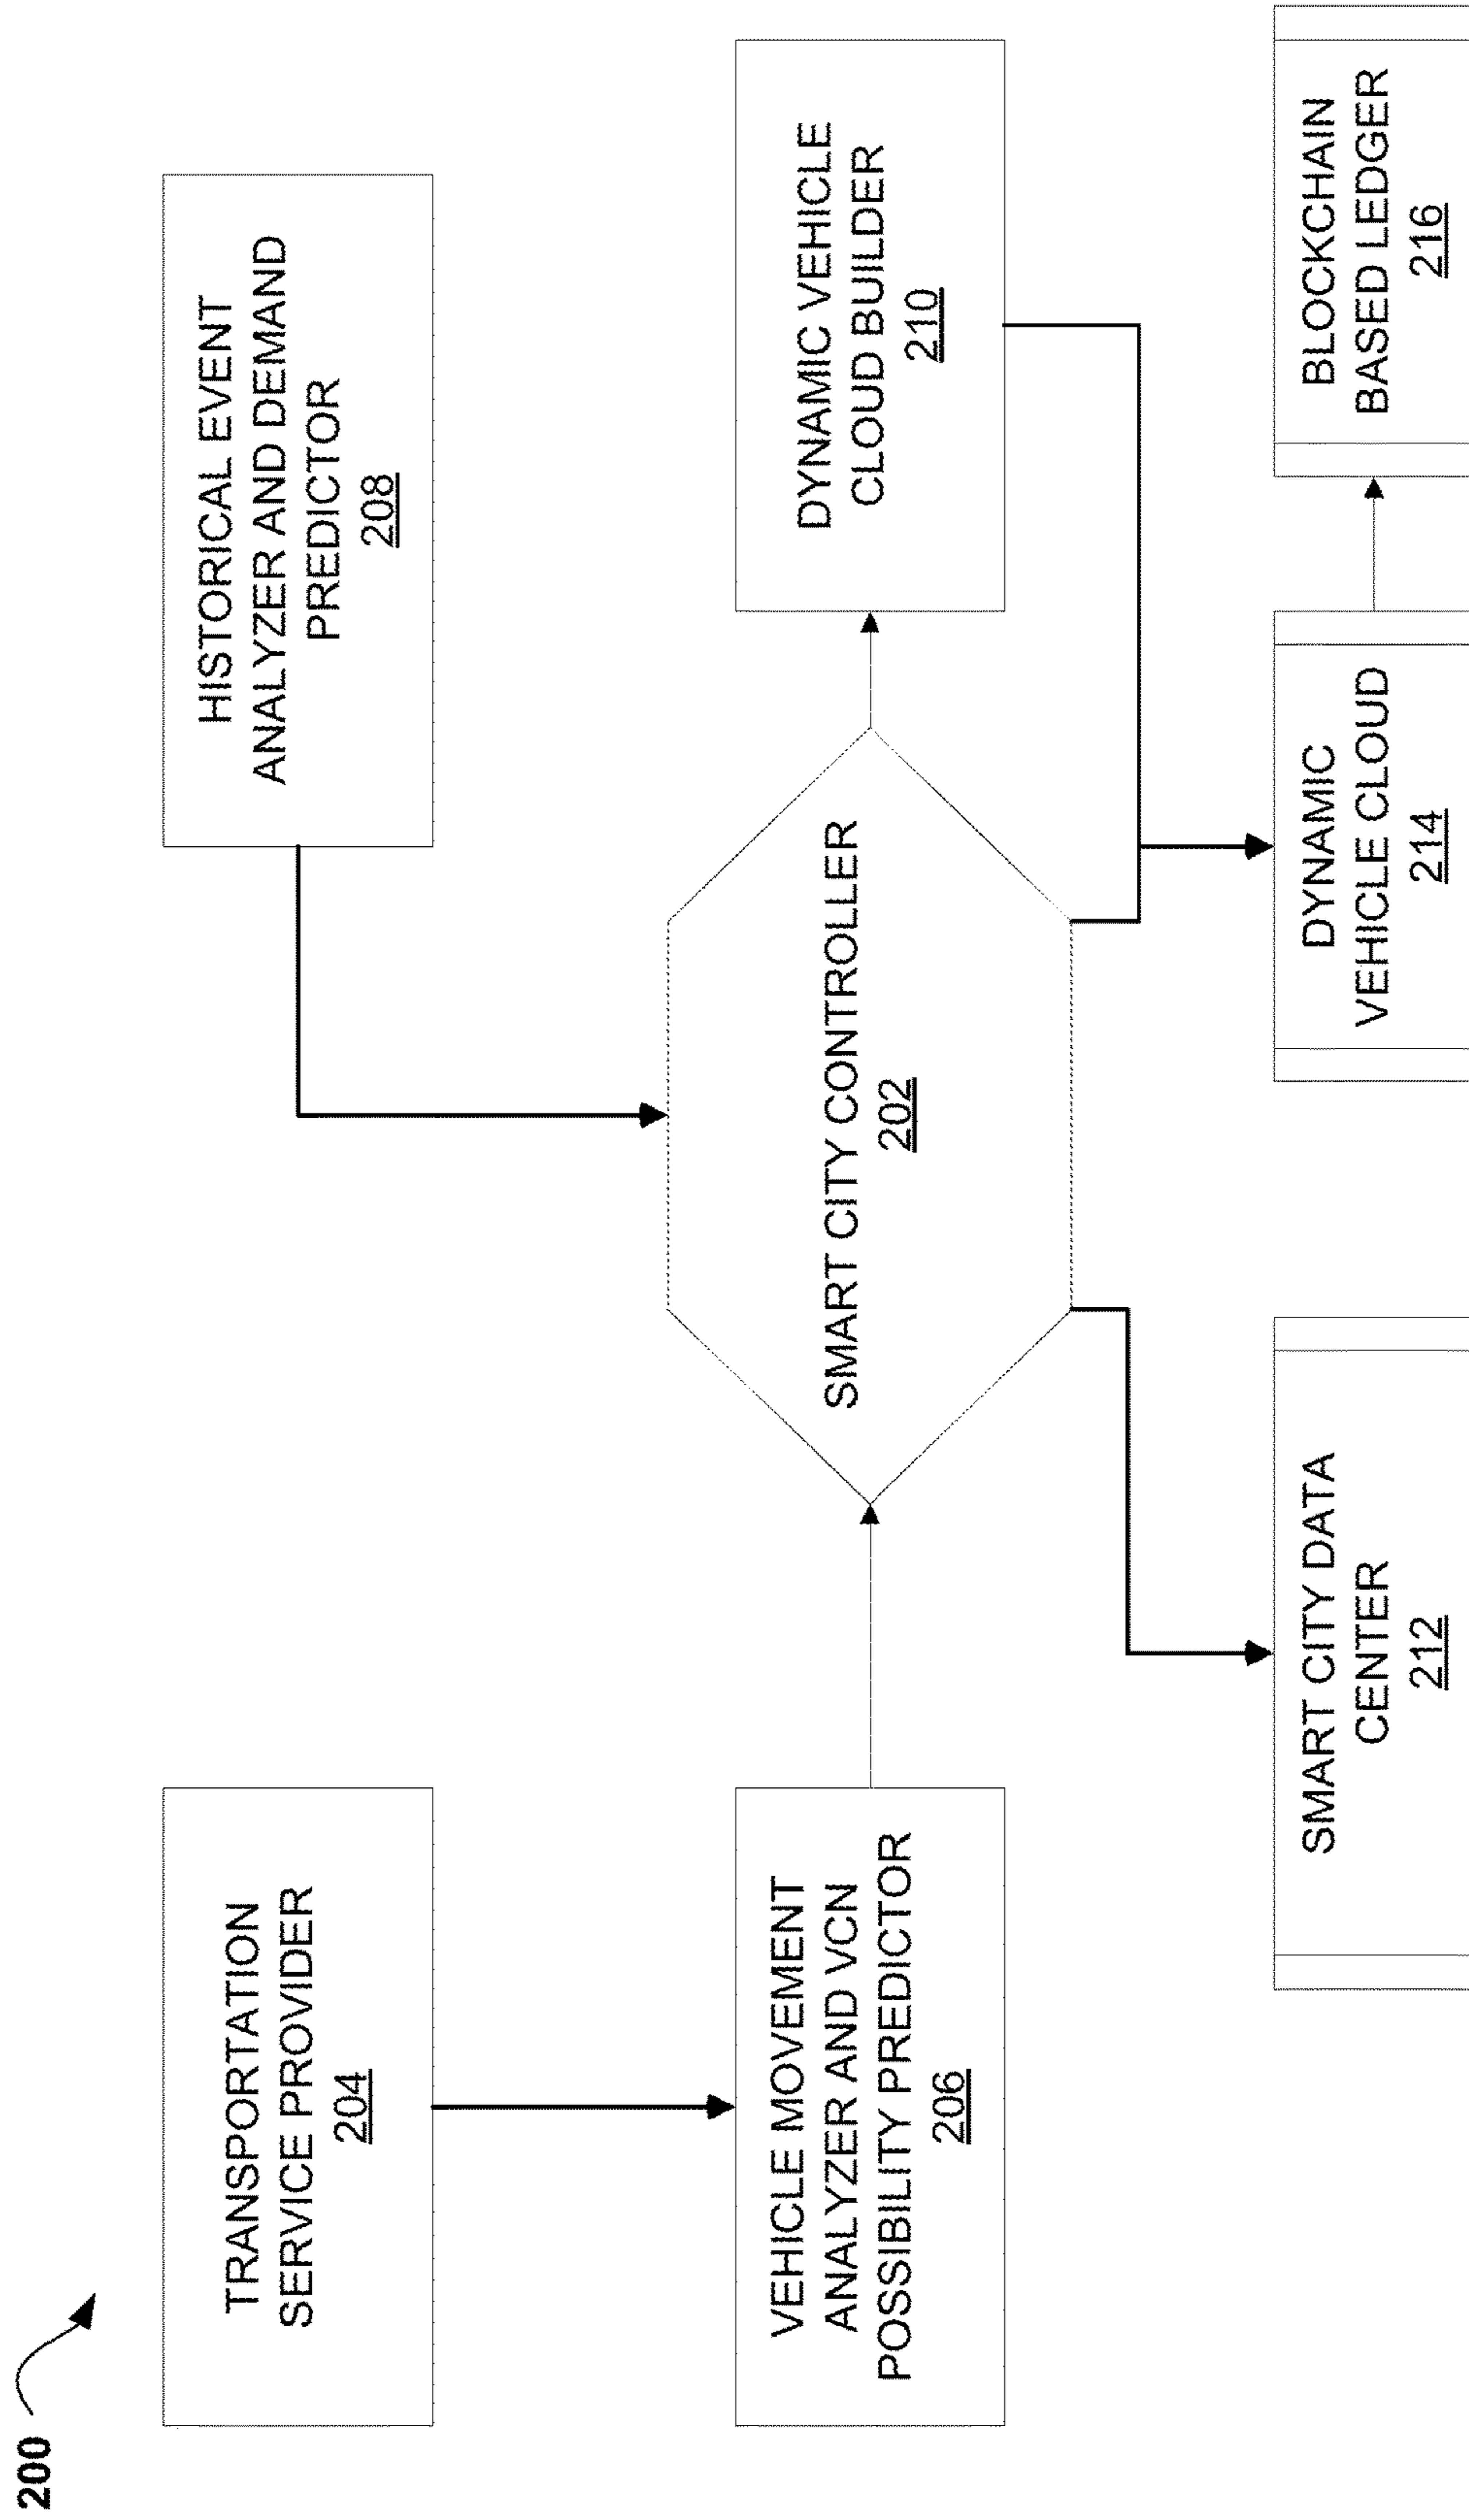 200
TRANSPORTATION
SERVICE PROVIDER
204
HISTORICAL EVENT
ANALYZER AND DEMAND
PREDICTOR
208
VEHICLE MOVEMENT
ANALYZER AND VCN
POSSIBILITY PREDICTOR
206
SMART CITY CONTROLLER
202
DYNAMIC VEHICLE
CLOUD BUILDER
210
SMART CITY DATA
CENTER
212
DYNAMIC
VEHICLE CLOUD
214
BLOCKCHAIN
BASED LEDGER
216